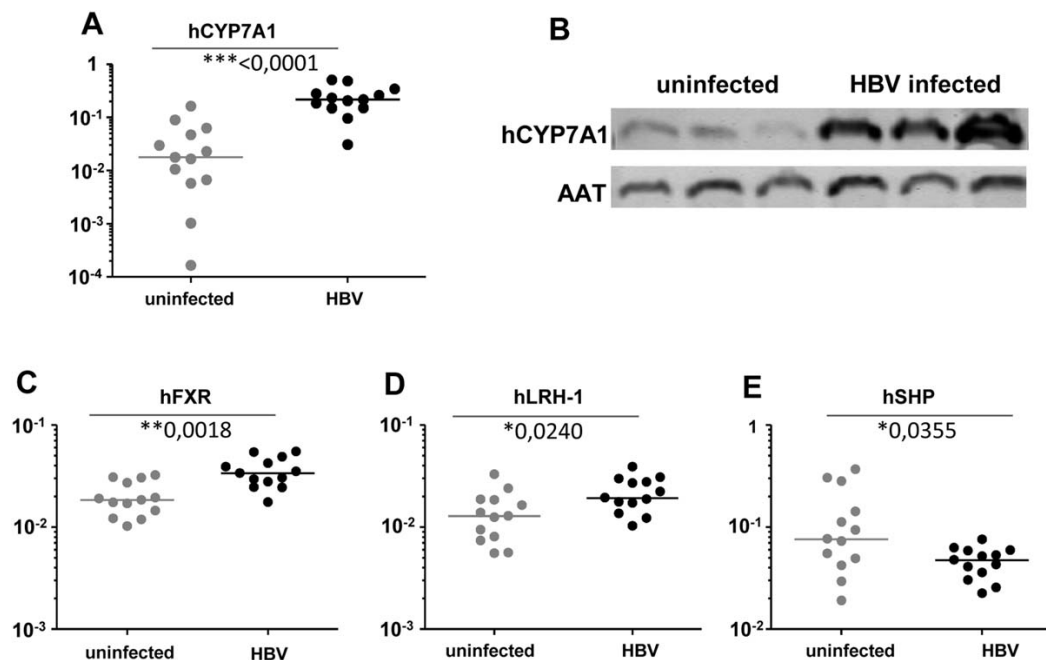 A
hCYP7A1
***<0,0001
1
10-1
10-2
10-3
10-4
uninfected
HBV
B
uninfected HBV infected
hCYP7A1
AAT
C
hFXR
**0,0018
10-1
10-2
10-3
uninfected
HBV
D
hLRH-1
*0,0240
10-1
10-2
10-3
uninfected
HBV
E
hSHP
*0,0355
1
10-1
10-2
uninfected
HBV